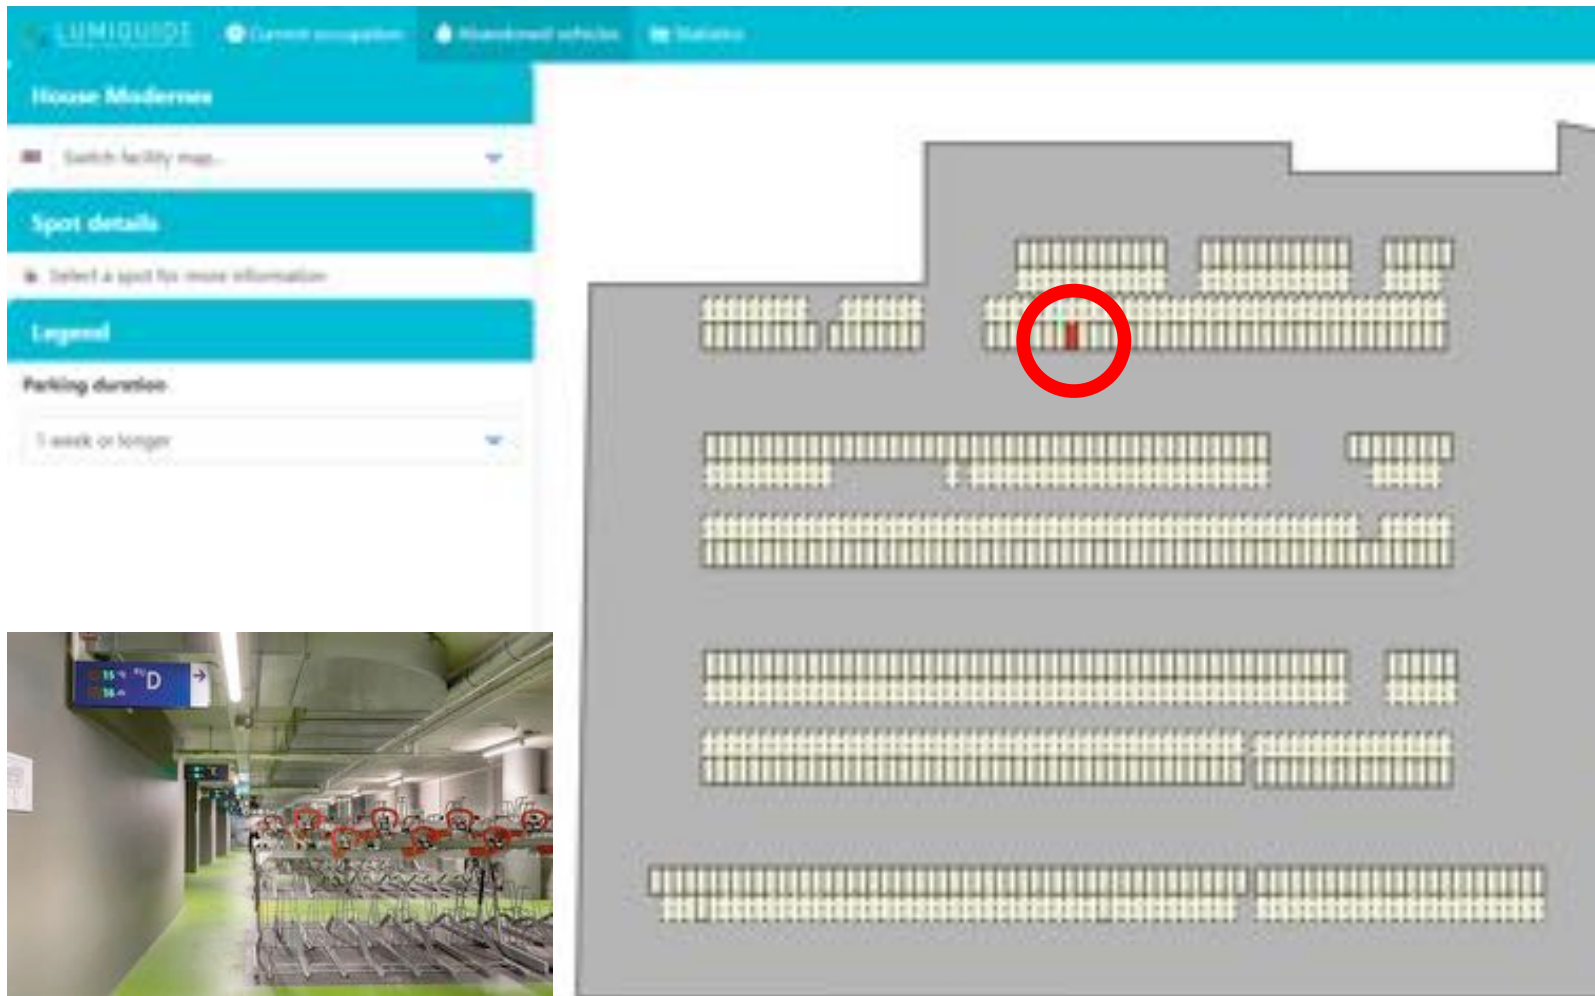 LUMIGUIDE Current occupation Abandoned vehicles Statistics
House Modernes
Switch facility map...
Spot details
Select a spot for more information
Legend
Parking duration
1 week or longer
D